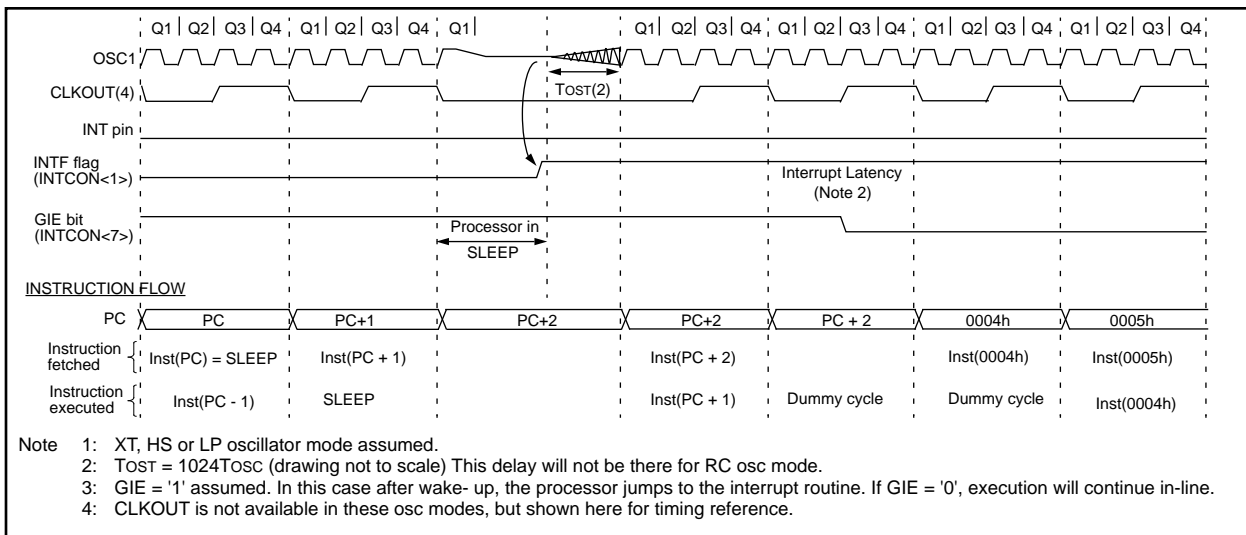 Q1 Q2 Q3 Q4 Q1 Q2 Q3 Q4 Q1 Q1 Q2 Q3 Q4 Q1 Q2 Q3 Q4 Q1 Q2 Q3 Q4 Q1 Q2 Q3 Q4
OSC1
TOST(2)
CLKOUT(4)
INT pin
INTF flag
(INTCON<1>)
Interrupt Latency
(Note 2)
GIE bit
(INTCON<7>)
Processor in
SLEEP
INSTRUCTION FLOW
PC PC PC+1 PC+2 PC+2 PC + 2 0004h 0005h
Instruction
fetched
Inst(PC) = SLEEP Inst(PC + 1) Inst(PC + 2) Inst(0004h) Inst(0005h)
Instruction
executed
Inst(PC - 1) SLEEP Inst(PC + 1) Dummy cycle Dummy cycle Inst(0004h)
Note 1: XT, HS or LP oscillator mode assumed.
2: TOST = 1024TOSC (drawing not to scale) This delay will not be there for RC osc mode.
3: GIE = '1' assumed. In this case after wake- up, the processor jumps to the interrupt routine. If GIE = '0', execution will continue in-line.
4: CLKOUT is not available in these osc modes, but shown here for timing reference.